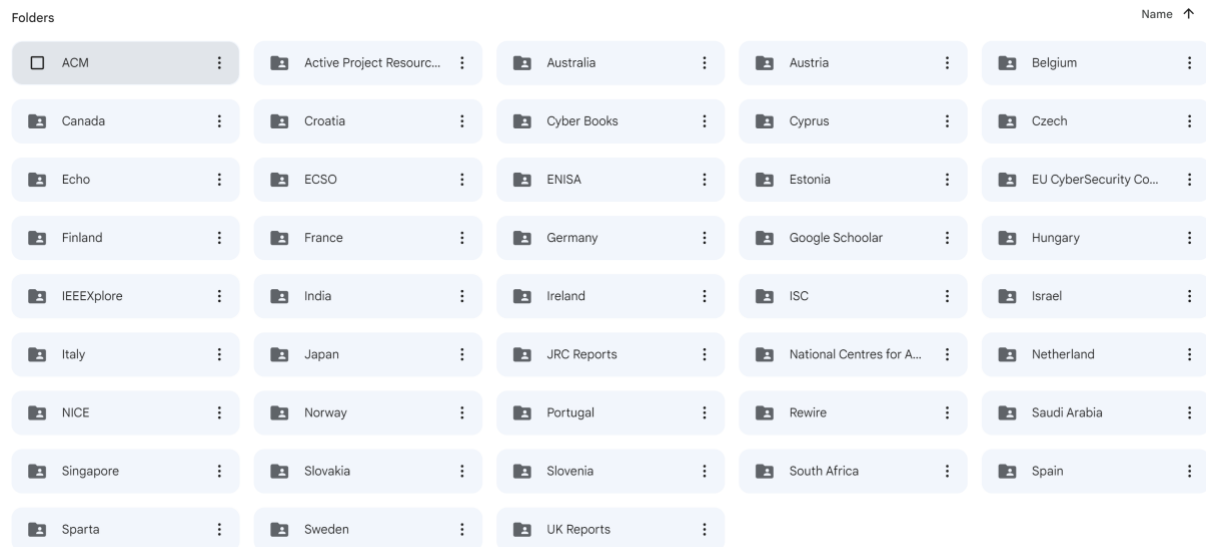 Folders
Name
ACM
Active Project Resourc...
Australia
Austria
Belgium
Canada
Croatia
Cyber Books
Cyprus
Czech
Echo
ECSO
ENISA
Estonia
EU CyberSecurity Co...
Finland
France
Germany
Google Schoolar
Hungary
IEEEXplore
India
Ireland
ISC
Israel
Italy
Japan
JRC Reports
National Centres for A...
Netherland
NICE
Norway
Portugal
Rewire
Saudi Arabia
Singapore
Slovakia
Slovenia
South Africa
Spain
Sparta
Sweden
UK Reports